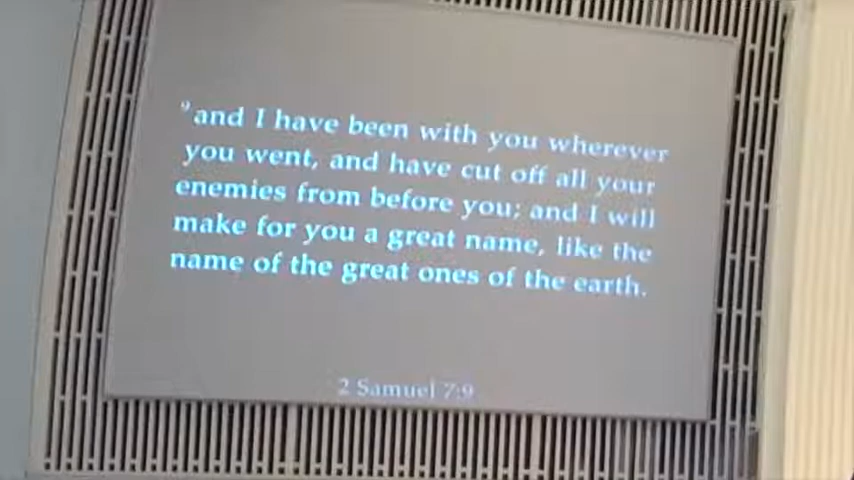 ⁹ and I have been with you wherever
you went, and have cut off all your
enemies from before you; and I will
make for you a great name, like the
name of the great ones of the earth.
2 Samuel 7:9